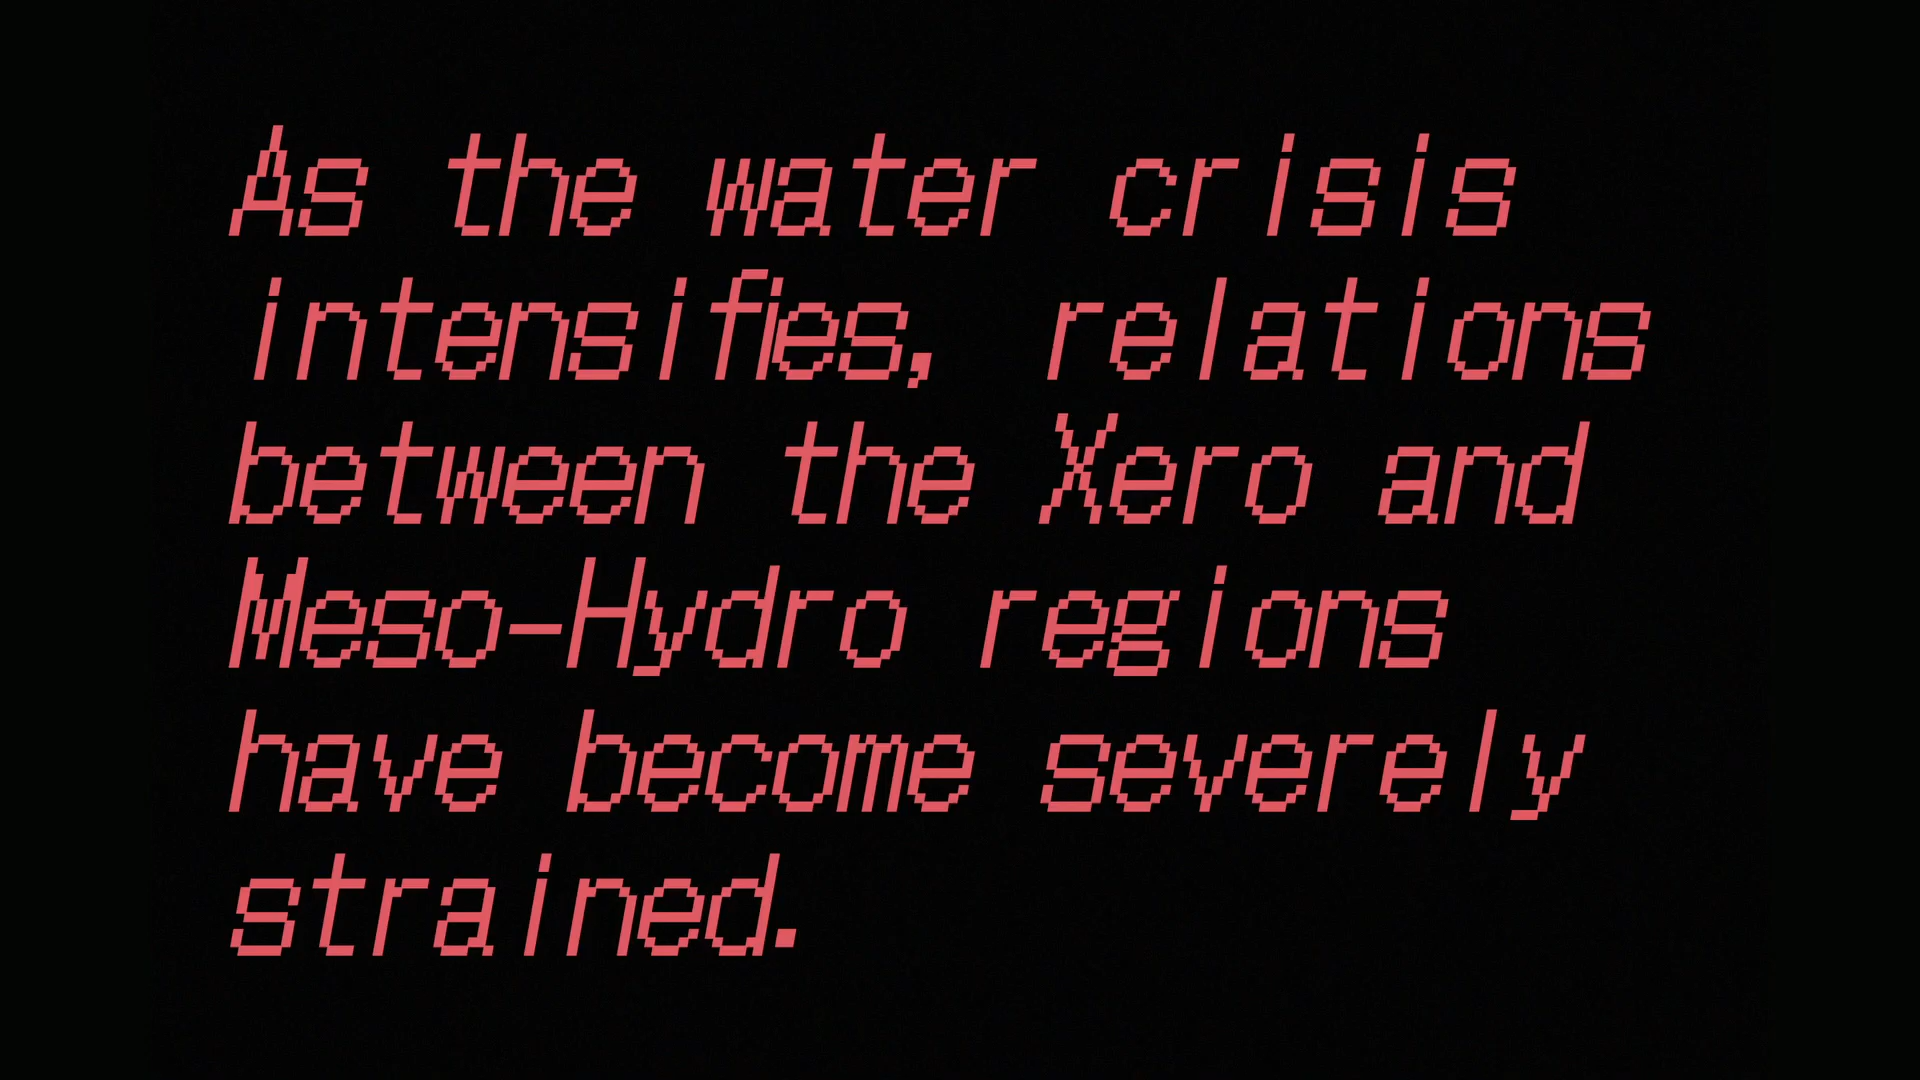 As the water crisis
intensifies, relations
between the Xero and
Meso-Hydro regions
have become severely
strained.